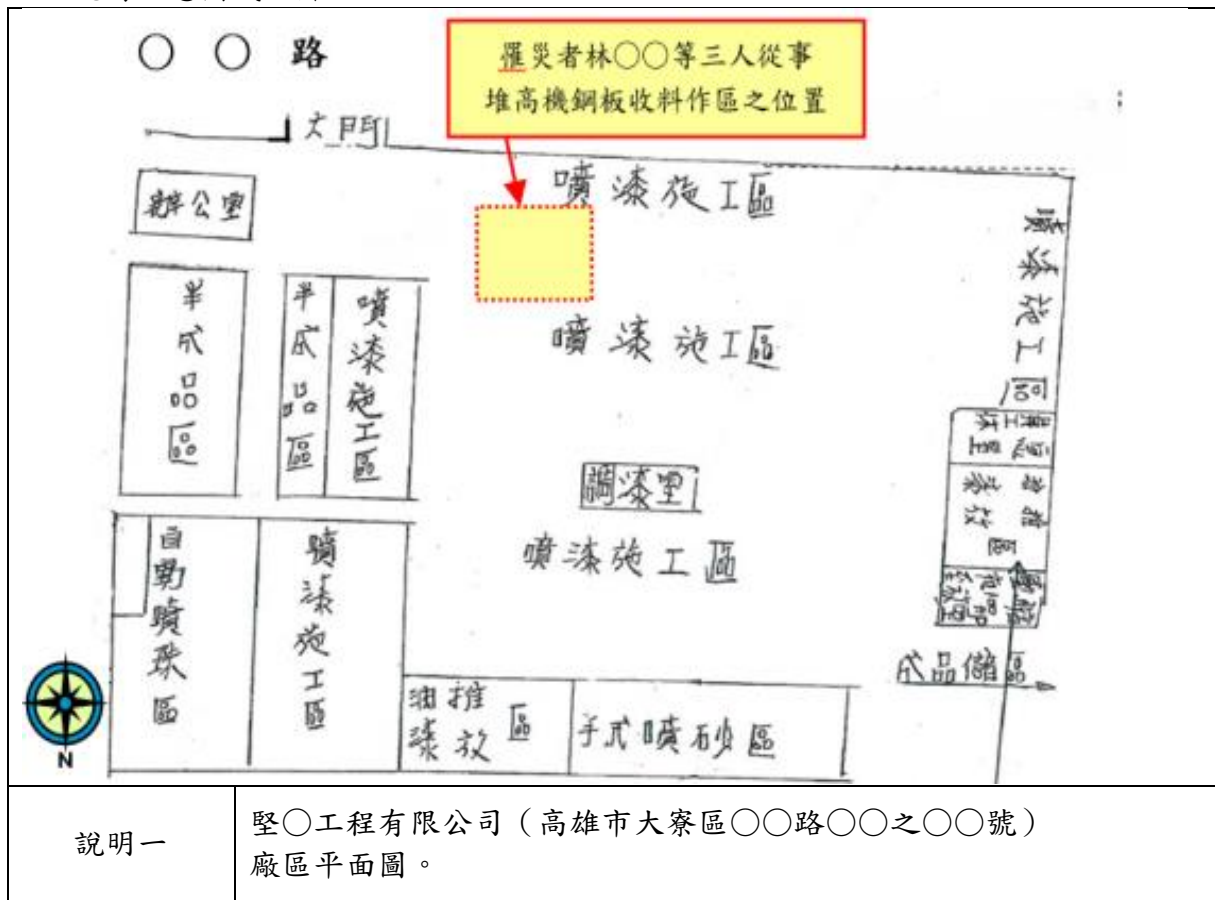 ○ ○ 路
罹災者林○○等三人從事
堆高機鋼板收料作區之位置
大門
辦公室
噴漆施工區
噴漆施工區
半成品區
半成品區
噴漆施工區
噴漆施工區
調漆室
噴漆施工區
自動噴珠區
噴漆施工區
成品儲區
油漆
堆放
區
手式噴砂區
N
說明一
堅○工程有限公司（高雄市大寮區○○路○○之○○號）
廠區平面圖。